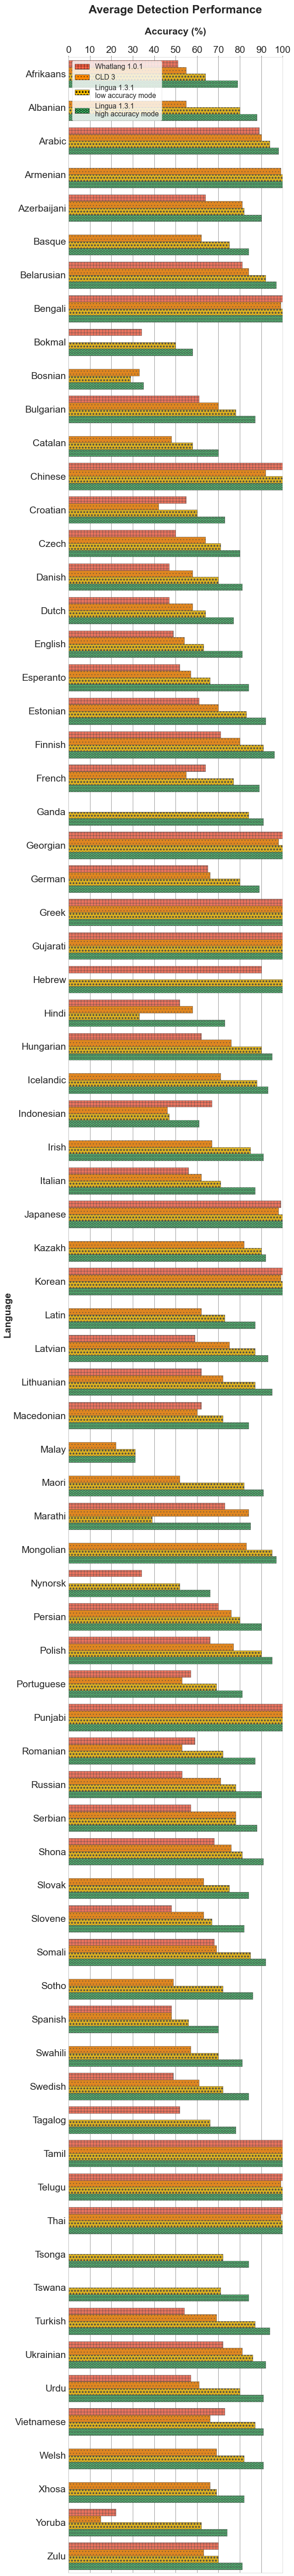 Average Detection Performance
Accuracy (%)
0 10 20 30 40 50 60 70 80 90 100
Whatlang 1.0.1
CLD 3
Lingua 1.3.1
low accuracy mode
Lingua 1.3.1
high accuracy mode
Afrikaans
Albanian
Arabic
Armenian
Azerbaijani
Basque
Belarusian
Bengali
Bokmal
Bosnian
Bulgarian
Catalan
Chinese
Croatian
Czech
Danish
Dutch
English
Esperanto
Estonian
Finnish
French
Ganda
Georgian
German
Greek
Gujarati
Hebrew
Hindi
Hungarian
Icelandic
Indonesian
Irish
Italian
Japanese
Kazakh
Korean
Language
Latin
Latvian
Lithuanian
Macedonian
Malay
Maori
Marathi
Mongolian
Nynorsk
Persian
Polish
Portuguese
Punjabi
Romanian
Russian
Serbian
Shona
Slovak
Slovene
Somali
Sotho
Spanish
Swahili
Swedish
Tagalog
Tamil
Telugu
Thai
Tsonga
Tswana
Turkish
Ukrainian
Urdu
Vietnamese
Welsh
Xhosa
Yoruba
Zulu